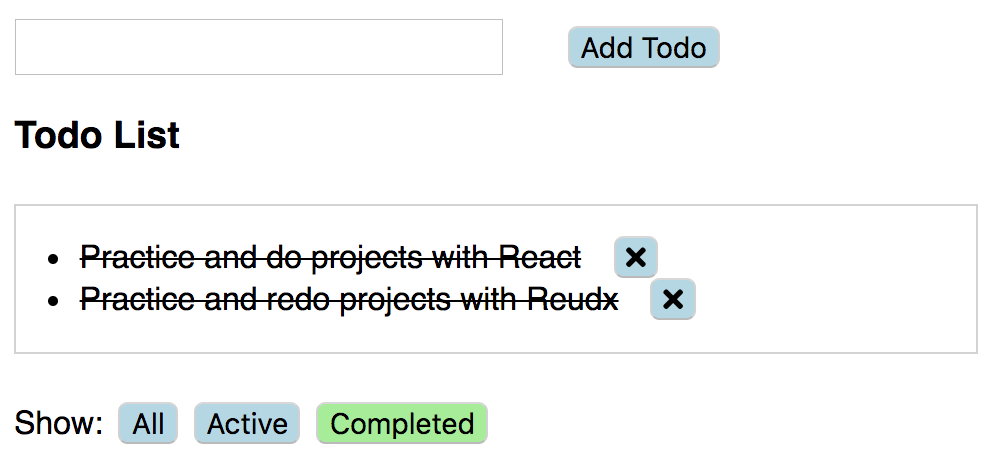 Add Todo
Todo List
Practice and do projects with React
Practice and redo projects with Reudx
Show: All Active Completed